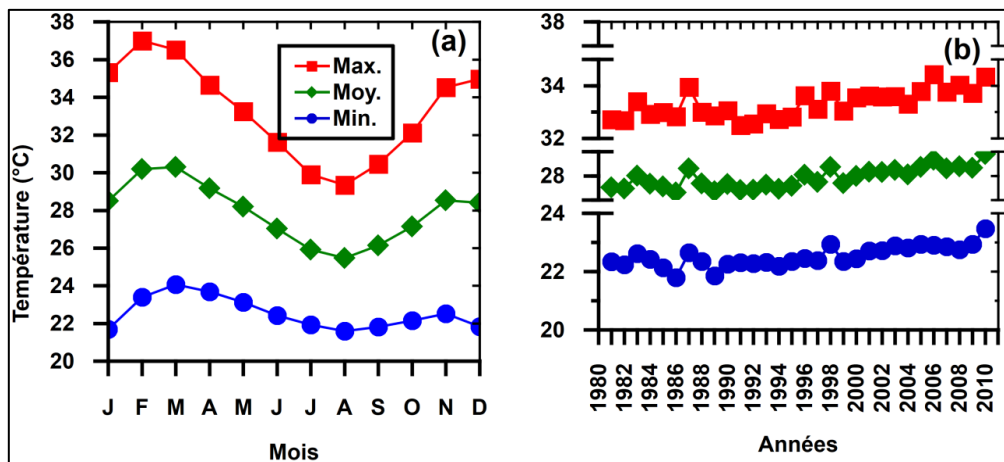 Température (°C)
38
36
34
32
30
28
26
24
22
20
(a)
Max.
Moy.
Min.
J F M A M J J A S O N D
Mois
38
36
34
32
28
24
22
20
(b)
1980 1982 1984 1986 1988 1990 1992 1994 1996 1998 2000 2002 2004 2006 2008 2010
Années